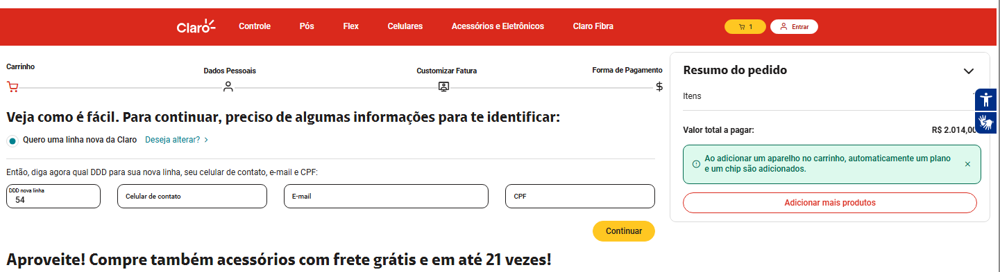 Claro
Controle
Pós
Flex
Celulares
Acessórios e Eletrônicos
Claro Fibra
1
Entrar
Carrinho
Dados Pessoais
Customizar Fatura
Forma de Pagamento
Veja como é fácil. Para continuar, preciso de algumas informações para te identificar:
Quero uma linha nova da Claro Deseja alterar?
Então, diga agora qual DDD para sua nova linha, seu celular de contato, e-mail e CPF:
DDD nova linha
54
Celular de contato
E-mail
CPF
Continuar
Aproveite! Compre também acessórios com frete grátis e em até 21 vezes!
Resumo do pedido
Itens
Valor total a pagar: R$ 2.014,00
Ao adicionar um aparelho no carrinho, automaticamente um plano
e um chip são adicionados.
Adicionar mais produtos